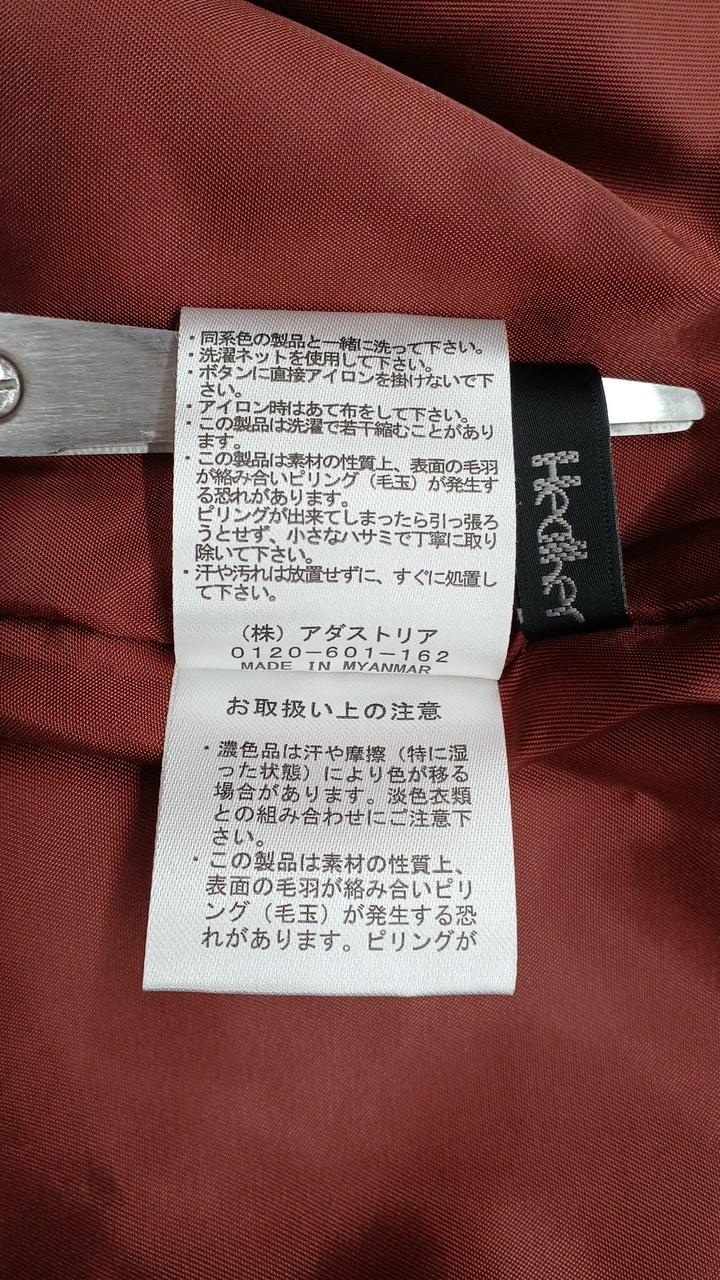 ・同系色の製品と一緒に洗って下さい。
・洗濯ネットを使用して下さい。
・ボタンに直接アイロンを掛けないで下
さい。
・アイロン時はあて布をして下さい。
・この製品は洗濯で若干縮むことがあり
ます。
・この製品は素材の性質上、表面の毛羽
が絡み合いピリング（毛玉）が発生す
る恐れがあります。
ピリングが出来てしまったら引っ張ろ
うとせず、小さなハサミで丁寧に取り
除いて下さい。
・汗や汚れは放置せずに、すぐに処置し
て下さい。
（株）アダストリア
0120−601−162
MADE IN MYANMAR
お取扱い上の注意
・濃色品は汗や摩擦（特に湿
った状態）により色が移る
場合があります。淡色衣類
との組み合わせにご注意下
さい。
・この製品は素材の性質上、
表面の毛羽が絡み合いピリ
ング（毛玉）が発生する恐
れがあります。ピリングが
Heather